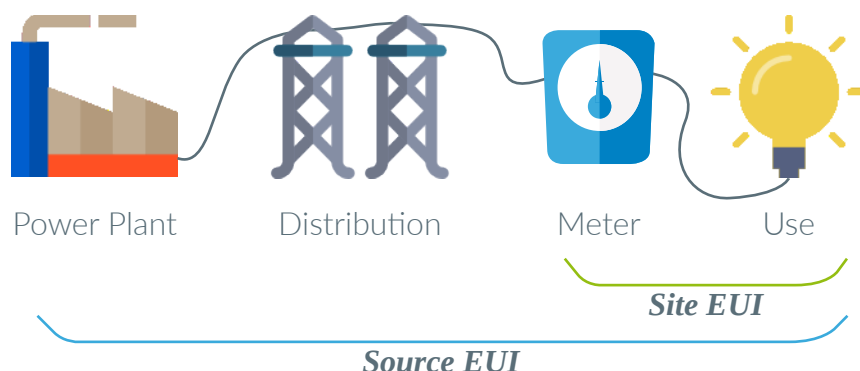 Power Plant
Distribution
Meter
Use
Site EUI
Source EUI